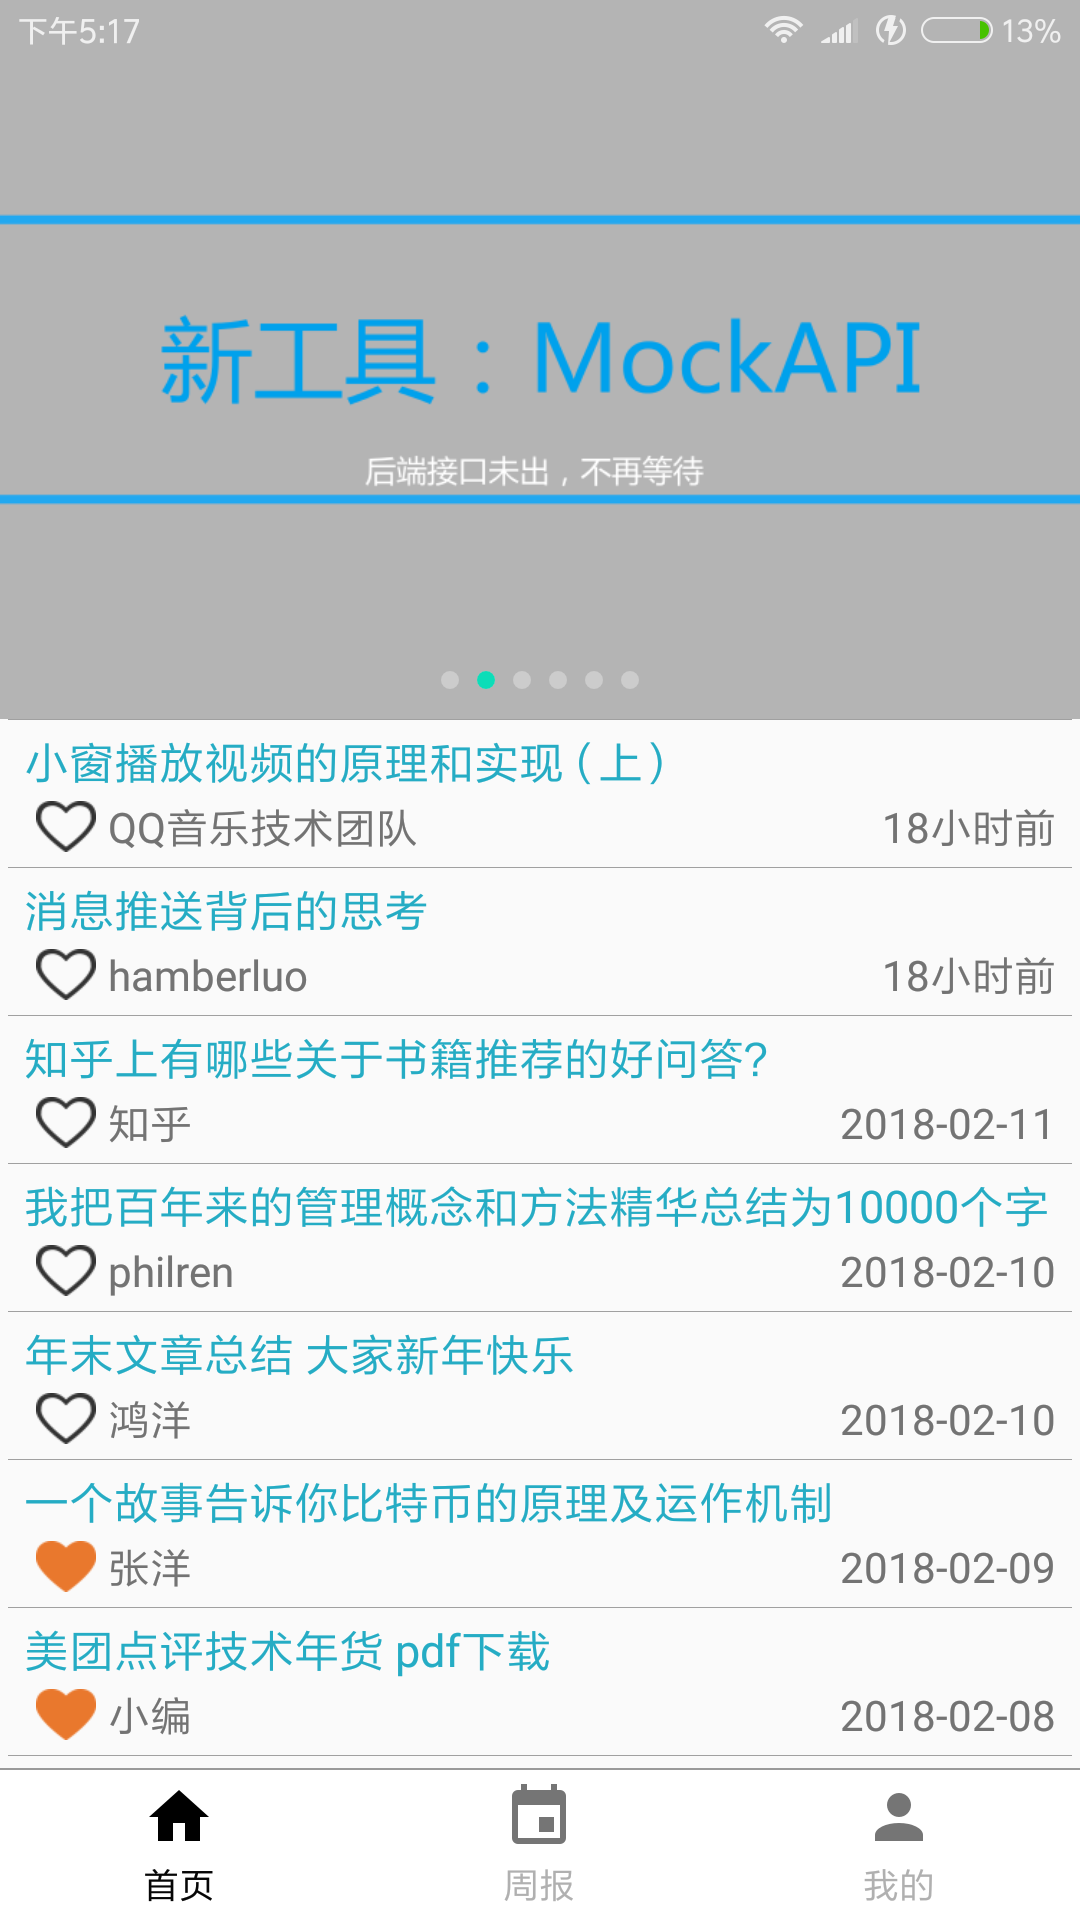 下午5:17 13%
新工具：MockAPI
后端接口未出，不再等待
小窗播放视频的原理和实现（上）
QQ音乐技术团队 18小时前
消息推送背后的思考
hamberluo 18小时前
知乎上有哪些关于书籍推荐的好问答?
知乎 2018-02-11
我把百年来的管理概念和方法精华总结为10000个字
philren 2018-02-10
年末文章总结 大家新年快乐
鸿洋 2018-02-10
一个故事告诉你比特币的原理及运作机制
张洋 2018-02-09
美团点评技术年货 pdf下载
小编 2018-02-08
首页 周报 我的